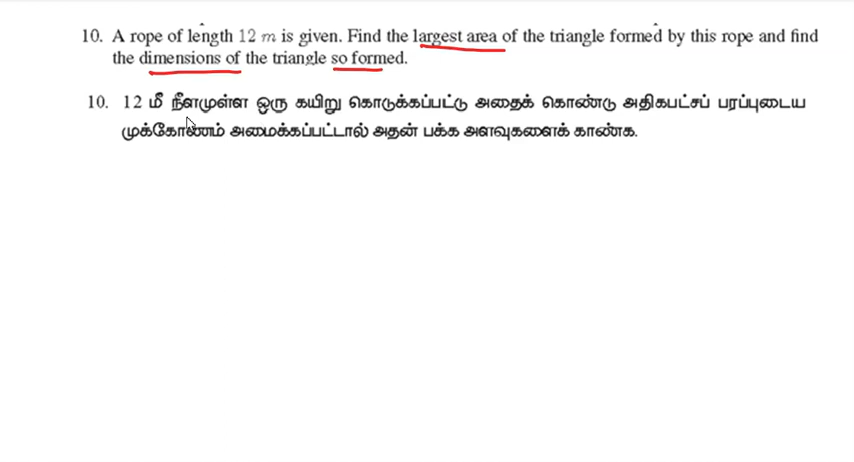 10. A rope of length 12 m is given. Find the largest area of the triangle formed by this rope and find
the dimensions of the triangle so formed.
10. 12 மீ நீளமுள்ள ஒரு கயிறு கொடுக்கப்பட்டு அதைக் கொண்டு அதிகபட்சப் பரப்புடைய
முக்கோணம் அமைக்கப்பட்டால் அதன் பக்க அளவுகளைக் காண்க.